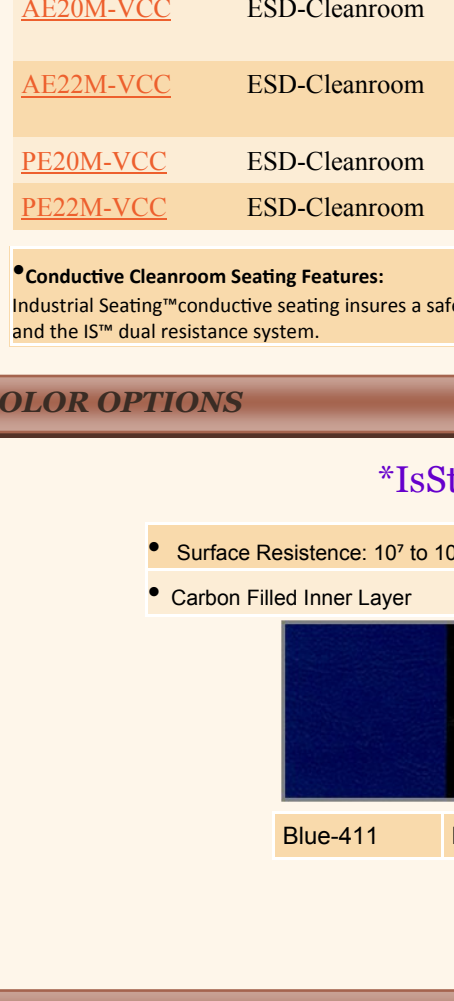 AE20M-VCC ESD-Cleanroom
AE22M-VCC ESD-Cleanroom
PE20M-VCC ESD-Cleanroom
PE22M-VCC ESD-Cleanroom
•Conductive Cleanroom Seating Features:
Industrial Seating™conductive seating insures a safe
and the IS™ dual resistance system.
OLOR OPTIONS
*IsSt
• Surface Resistence: 10⁷ to 10
• Carbon Filled Inner Layer
Blue-411